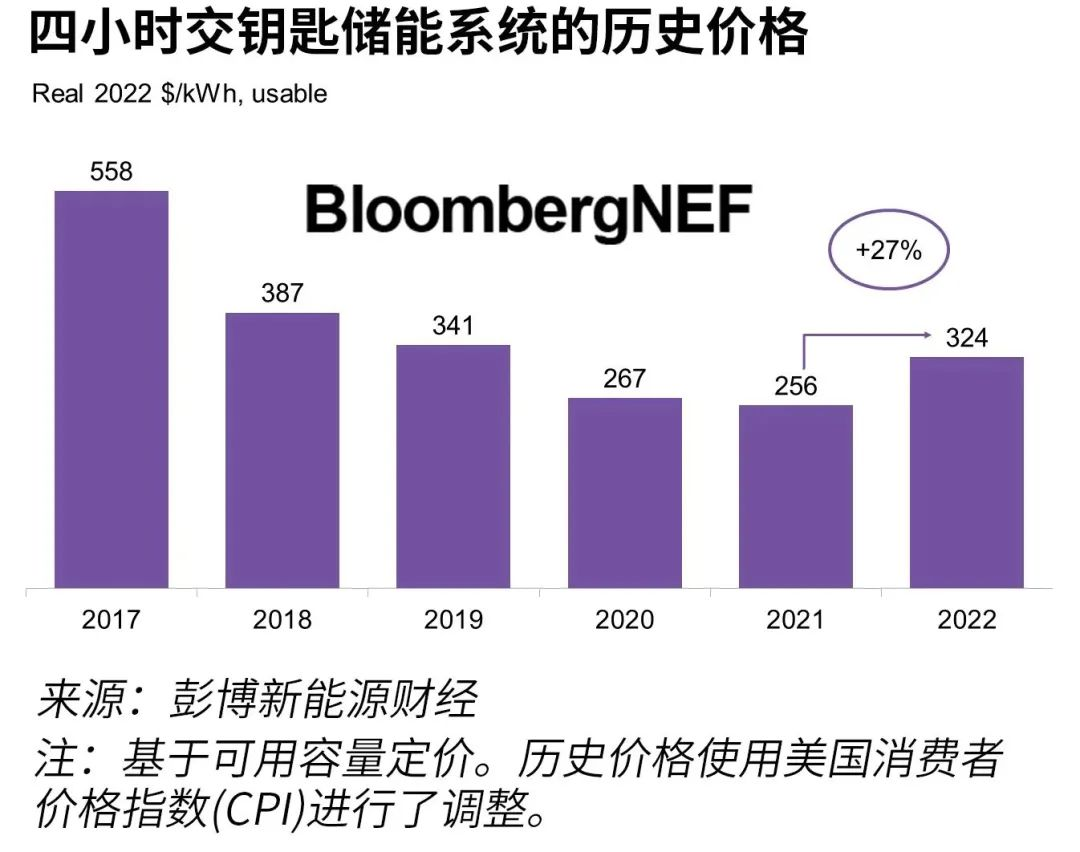 四小时交钥匙储能系统的历史价格
Real 2022 $/kWh, usable
558
BloombergNEF
+27%
387
341
324
267
256
2017
2018
2019
2020
2021
2022
来源：彭博新能源财经
注：基于可用容量定价。历史价格使用美国消费者
价格指数(CPI)进行了调整。